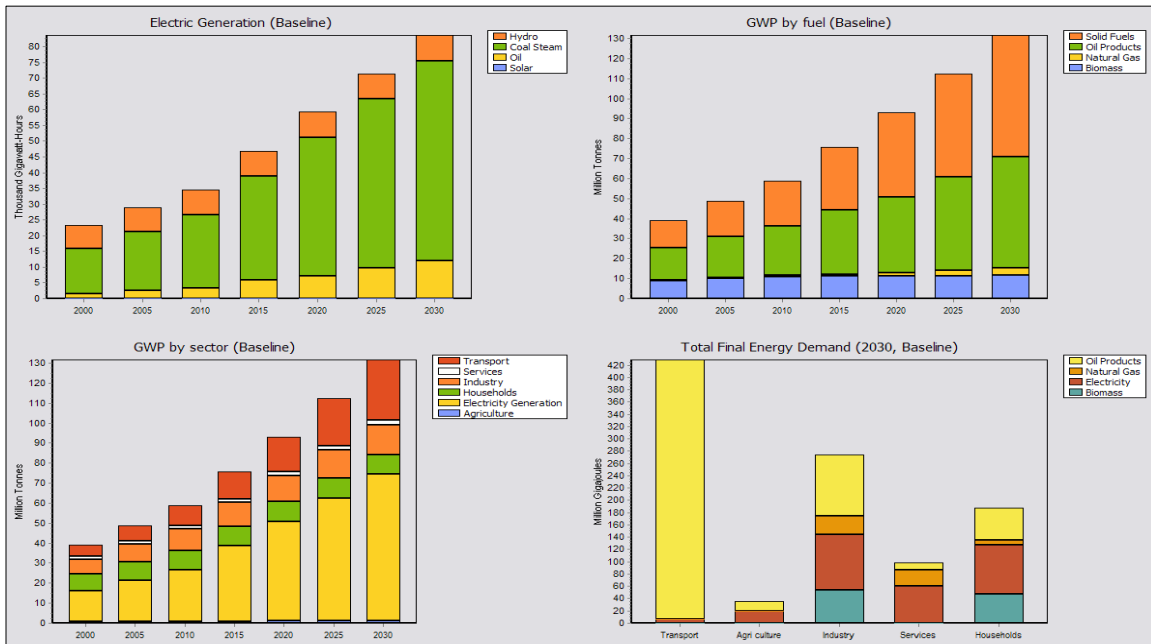 Electric Generation (Baseline)
Hydro
Coal Steam
Oil
Solar
Thousand Gigawatt-Hours
80
75
70
65
60
55
50
45
40
35
30
25
20
15
10
5
0
2000 2005 2010 2015 2020 2025 2030
GWP by fuel (Baseline)
Solid Fuels
Oil Products
Natural Gas
Biomass
Million Tonnes
130
120
110
100
90
80
70
60
50
40
30
20
10
0
2000 2005 2010 2015 2020 2025 2030
GWP by sector (Baseline)
Transport
Services
Industry
Households
Electricity Generation
Agriculture
Million Tonnes
130
120
110
100
90
80
70
60
50
40
30
20
10
0
2000 2005 2010 2015 2020 2025 2030
Total Final Energy Demand (2030, Baseline)
Oil Products
Natural Gas
Electricity
Biomass
Million Gigajoules
420
400
380
360
340
320
300
280
260
240
220
200
180
160
140
120
100
80
60
40
20
0
Transport Agri culture Industry Services Households